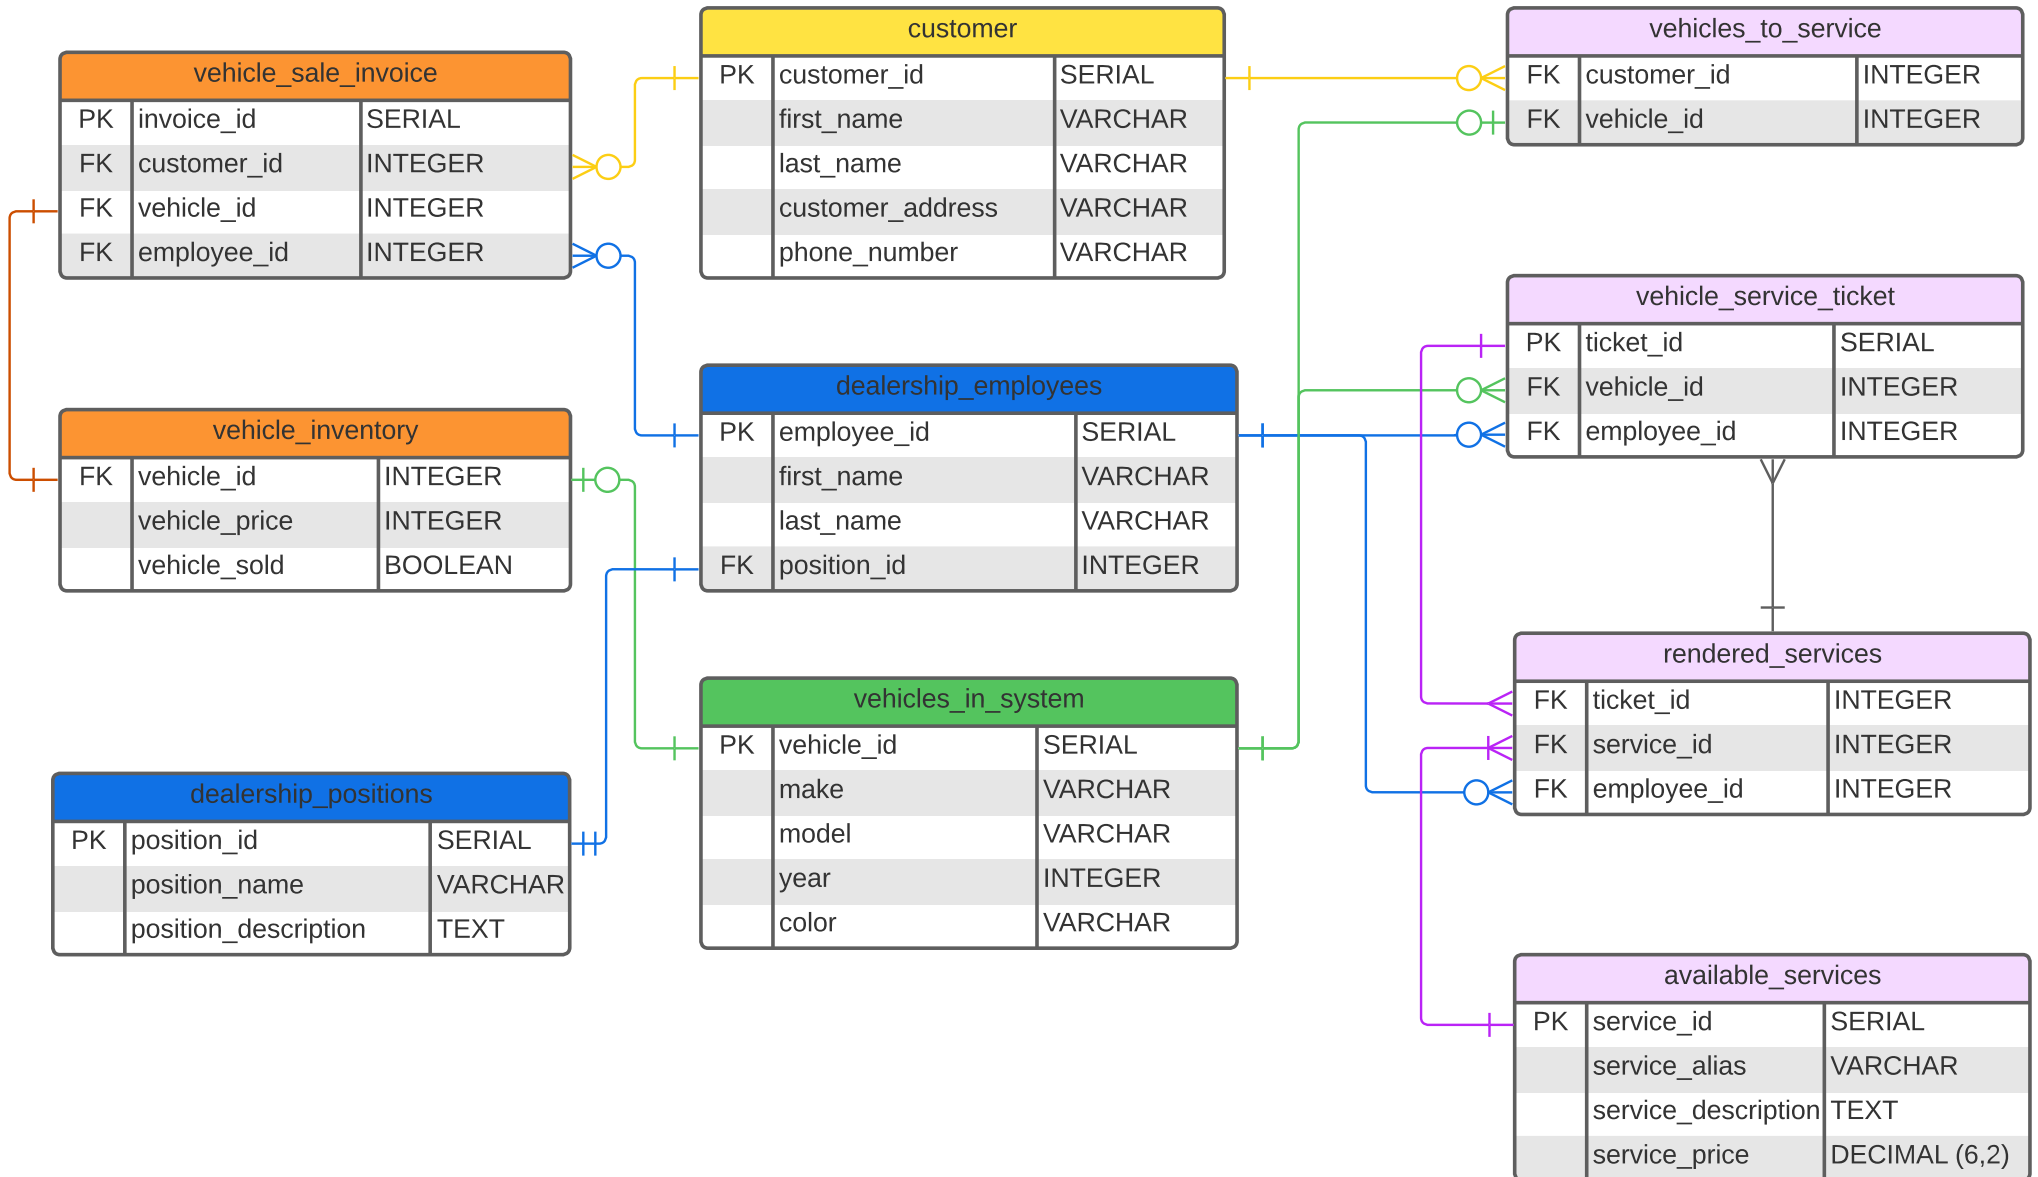 vehicle_sale_invoice
PK invoice_id SERIAL
FK customer_id INTEGER
FK vehicle_id INTEGER
FK employee_id INTEGER
vehicle_inventory
FK vehicle_id INTEGER
vehicle_price INTEGER
vehicle_sold BOOLEAN
dealership_positions
PK position_id SERIAL
position_name VARCHAR
position_description TEXT
customer
PK customer_id SERIAL
first_name VARCHAR
last_name VARCHAR
customer_address VARCHAR
phone_number VARCHAR
dealership_employees
PK employee_id SERIAL
first_name VARCHAR
last_name VARCHAR
FK position_id INTEGER
vehicles_in_system
PK vehicle_id SERIAL
make VARCHAR
model VARCHAR
year INTEGER
color VARCHAR
vehicles_to_service
FK customer_id INTEGER
FK vehicle_id INTEGER
vehicle_service_ticket
PK ticket_id SERIAL
FK vehicle_id INTEGER
FK employee_id INTEGER
rendered_services
FK ticket_id INTEGER
FK service_id INTEGER
FK employee_id INTEGER
available_services
PK service_id SERIAL
service_alias VARCHAR
service_description TEXT
service_price DECIMAL (6,2)